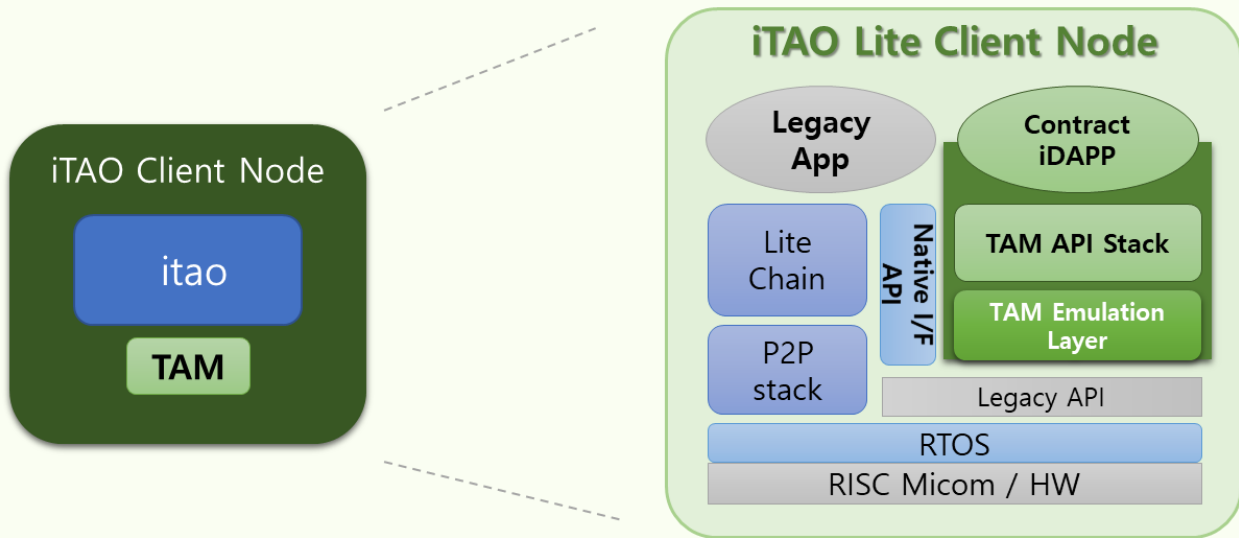 iTAO Client Node
itao
TAM
iTAO Lite Client Node
Legacy
App
Contract
iDAPP
Lite
Chain
Native I/F
API
TAM API Stack
TAM Emulation
Layer
P2P
stack
Legacy API
RTOS
RISC Micom / HW